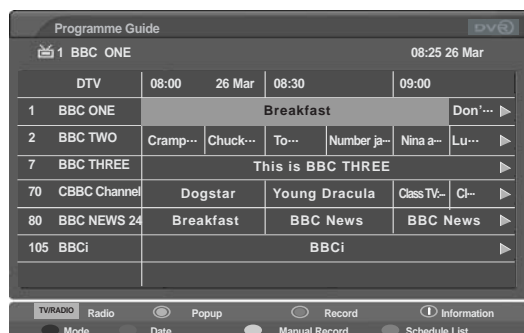 Programme Guide DVR
1 BBC ONE 08:25 26 Mar
DTV 08:00 26 Mar 08:30 09:00
1 BBC ONE Breakfast Don'···
2 BBC TWO Cramp··· Chuck··· To··· Number ja··· Nina a··· Lu···
7 BBC THREE This is BBC THREE
70 CBBC Channel Dogstar Young Dracula Class TV:··· Cl···
80 BBC NEWS 24 Breakfast BBC News BBC News
105 BBCi BBCi
TV/RADIO Radio Popup Record Information
Mode Date Manual Record Schedule List